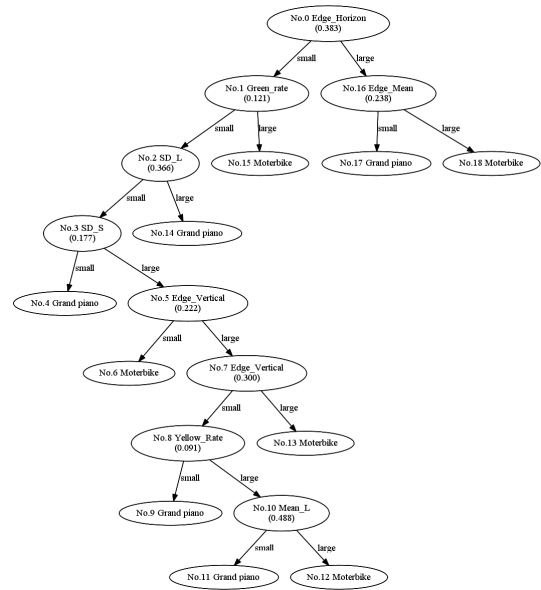 No.0 Edge_Horizon
(0.383)
small
large
No.1 Green_rate
(0.121)
No.16 Edge_Mean
(0.238)
small
large
small
large
No.2 SD_L
(0.366)
No.15 Moterbike
No.17 Grand piano
No.18 Moterbike
small
large
No.3 SD_S
(0.177)
No.14 Grand piano
small
large
No.4 Grand piano
No.5 Edge_Vertical
(0.222)
small
large
No.6 Moterbike
No.7 Edge_Vertical
(0.300)
small
large
No.8 Yellow_Rate
(0.091)
No.13 Moterbike
small
large
No.9 Grand piano
No.10 Mean_L
(0.488)
small
large
No.11 Grand piano
No.12 Moterbike